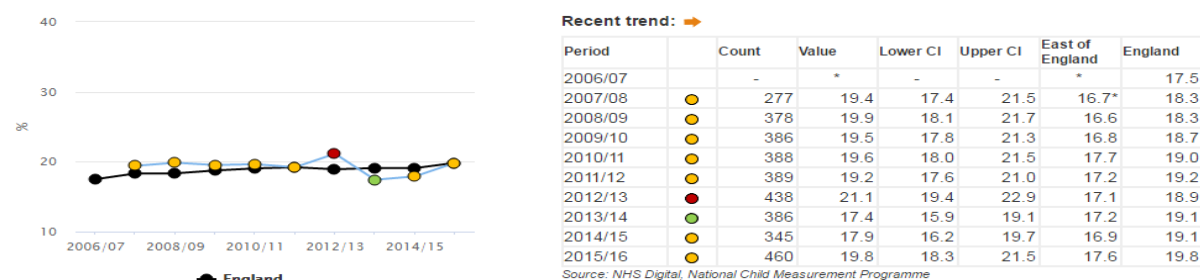 40
30
%
20
10
2006/07 2008/09 2010/11 2012/13 2014/15
England
Recent trend:
Period Count Value Lower CI Upper CI East of England England
2006/07 - * - - * 17.5
2007/08 277 19.4 17.4 21.5 16.7* 18.3
2008/09 378 19.9 18.1 21.7 16.6 18.3
2009/10 386 19.5 17.8 21.3 16.8 18.7
2010/11 388 19.6 18.0 21.5 17.7 19.0
2011/12 389 19.2 17.6 21.0 17.2 19.2
2012/13 438 21.1 19.4 22.9 17.1 18.9
2013/14 386 17.4 15.9 19.1 17.2 19.1
2014/15 345 17.9 16.2 19.7 16.9 19.1
2015/16 460 19.8 18.3 21.5 17.6 19.8
Source: NHS Digital, National Child Measurement Programme